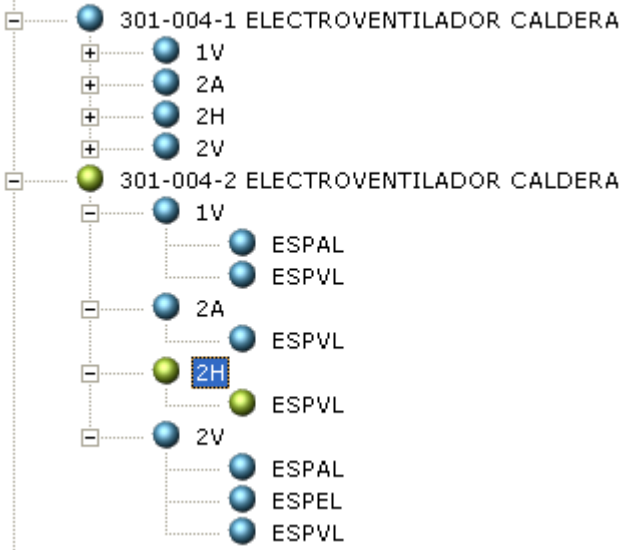 301-004-1 ELECTROVENTILADOR CALDERA
1V
2A
2H
2V
301-004-2 ELECTROVENTILADOR CALDERA
1V
ESPAL
ESPVL
2A
ESPVL
2H
ESPVL
2V
ESPAL
ESPEL
ESPVL